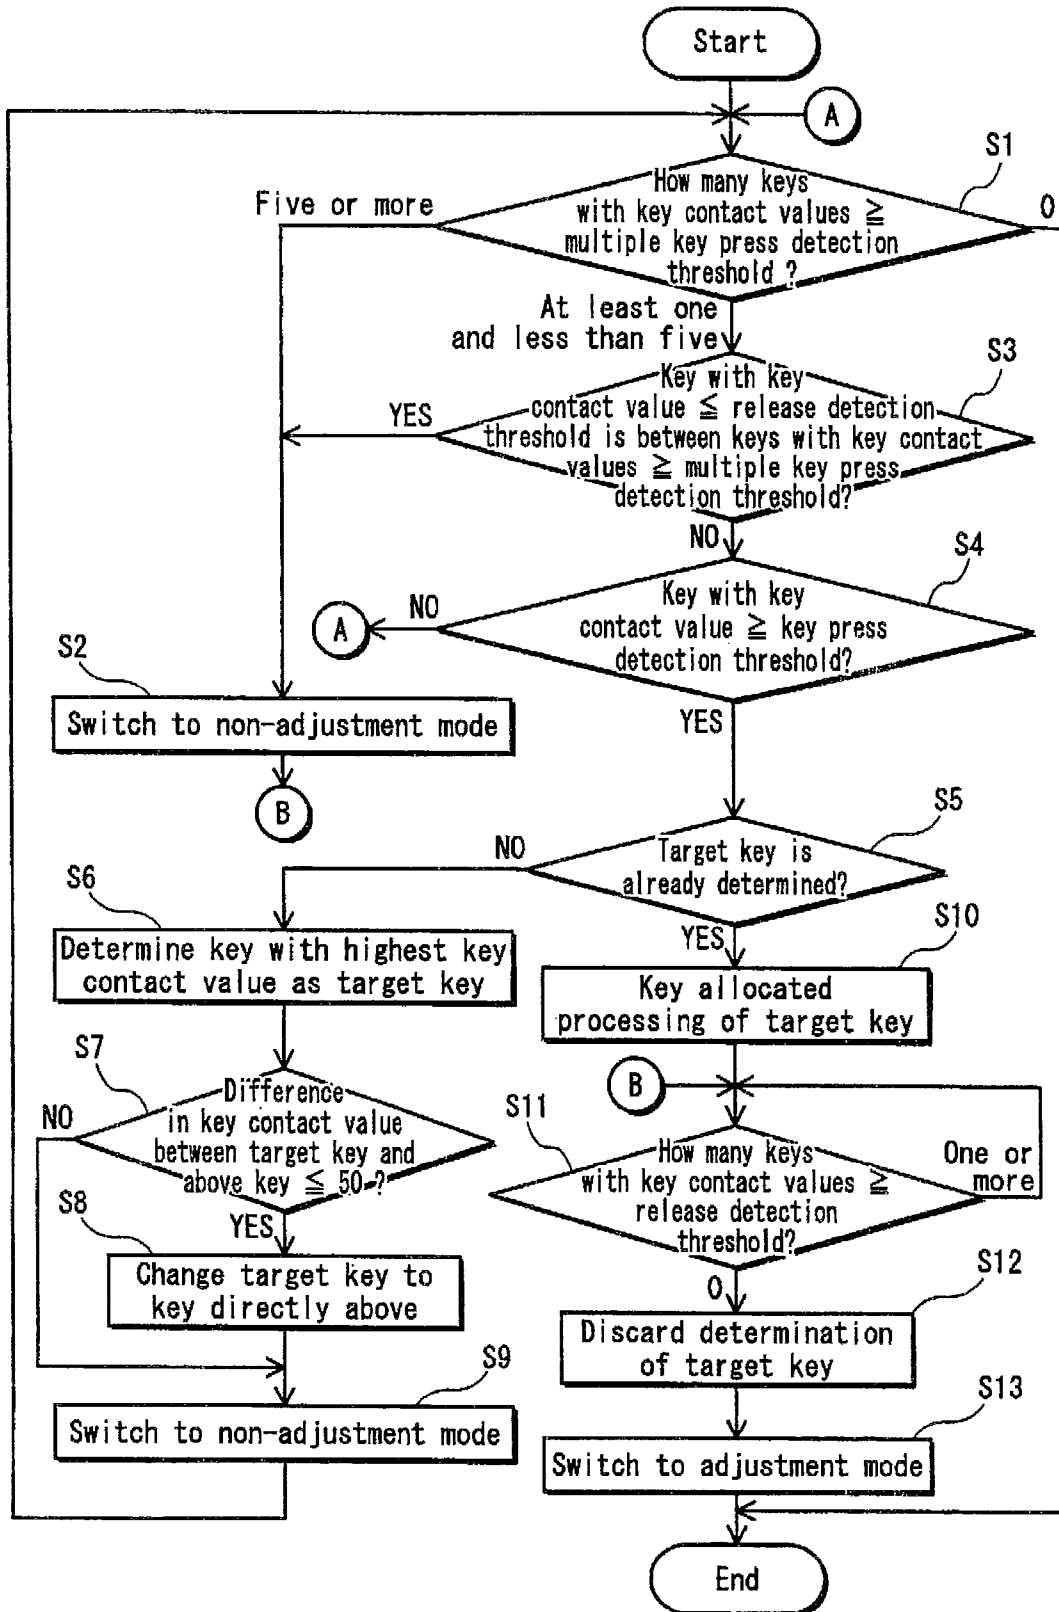 Start
A
S1
How many keys
with key contact values ≧
multiple key press detection
threshold ?
Five or more
0
At least one
and less than five
S3
Key with key
contact value ≦ release detection
threshold is between keys with key contact
values ≧ multiple key press
detection threshold?
YES
NO
S4
Key with key
contact value ≧ key press
detection threshold?
NO
A
YES
S2
Switch to non-adjustment mode
B
S5
Target key is
already determined?
NO
YES
S6
Determine key with highest key
contact value as target key
S10
Key allocated
processing of target key
S7
Difference
in key contact value
between target key and
above key ≦ 50 ?
NO
YES
B
S11
How many keys
with key contact values ≧
release detection
threshold?
One or
more
0
S8
Change target key to
key directly above
S12
Discard determination
of target key
S9
Switch to non-adjustment mode
S13
Switch to adjustment mode
End